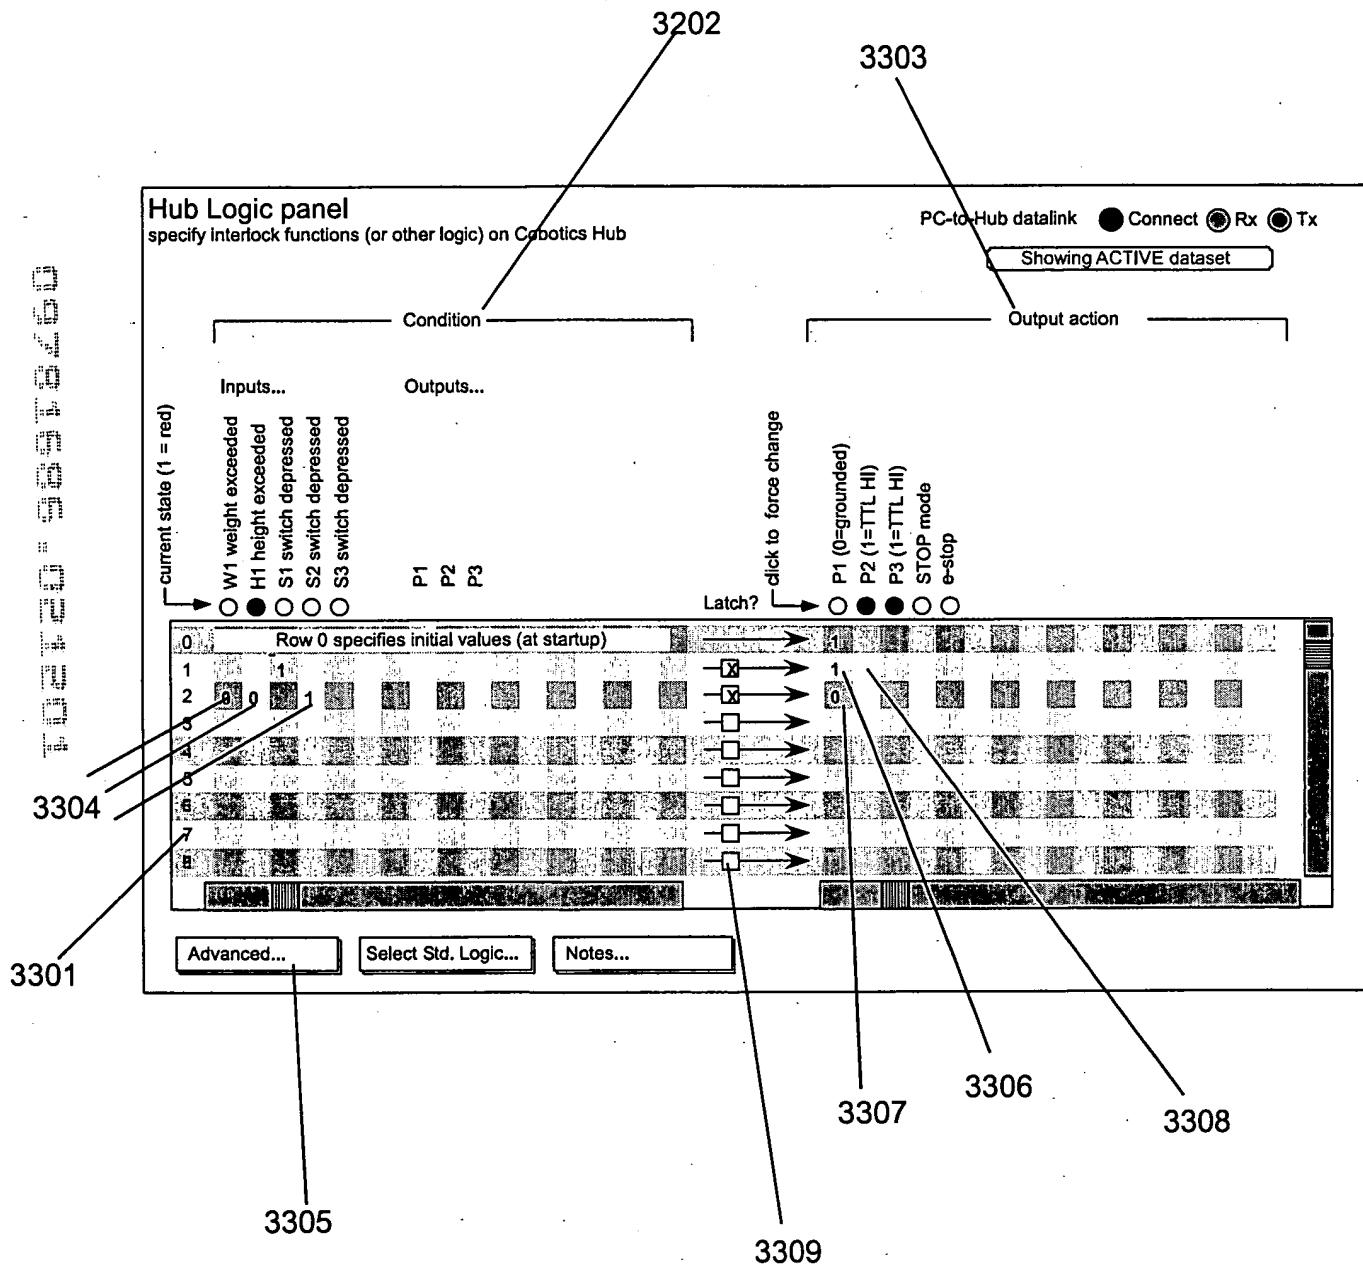 3202
3303
Hub Logic panel
specify interlock functions (or other logic) on Cobotics Hub
PC-to-Hub datalink Connect Rx Tx
Showing ACTIVE dataset
09781685.021201
Condition
Output action
Inputs...
Outputs...
current state (1 = red)
W1 weight exceeded
H1 height exceeded
S1 switch depressed
S2 switch depressed
S3 switch depressed
P1
P2
P3
Latch?
click to force change
P1 (0=grounded)
P2 (1=TTL HI)
P3 (1=TTL HI)
STOP mode
e-stop
0 Row 0 specifies initial values (at startup) 1
1 1 X 1
2 0 0 1 X 0
3
4
5
6
7
8
3304
3301
Advanced...
Select Std. Logic...
Notes...
3306
3307
3308
3305
3309